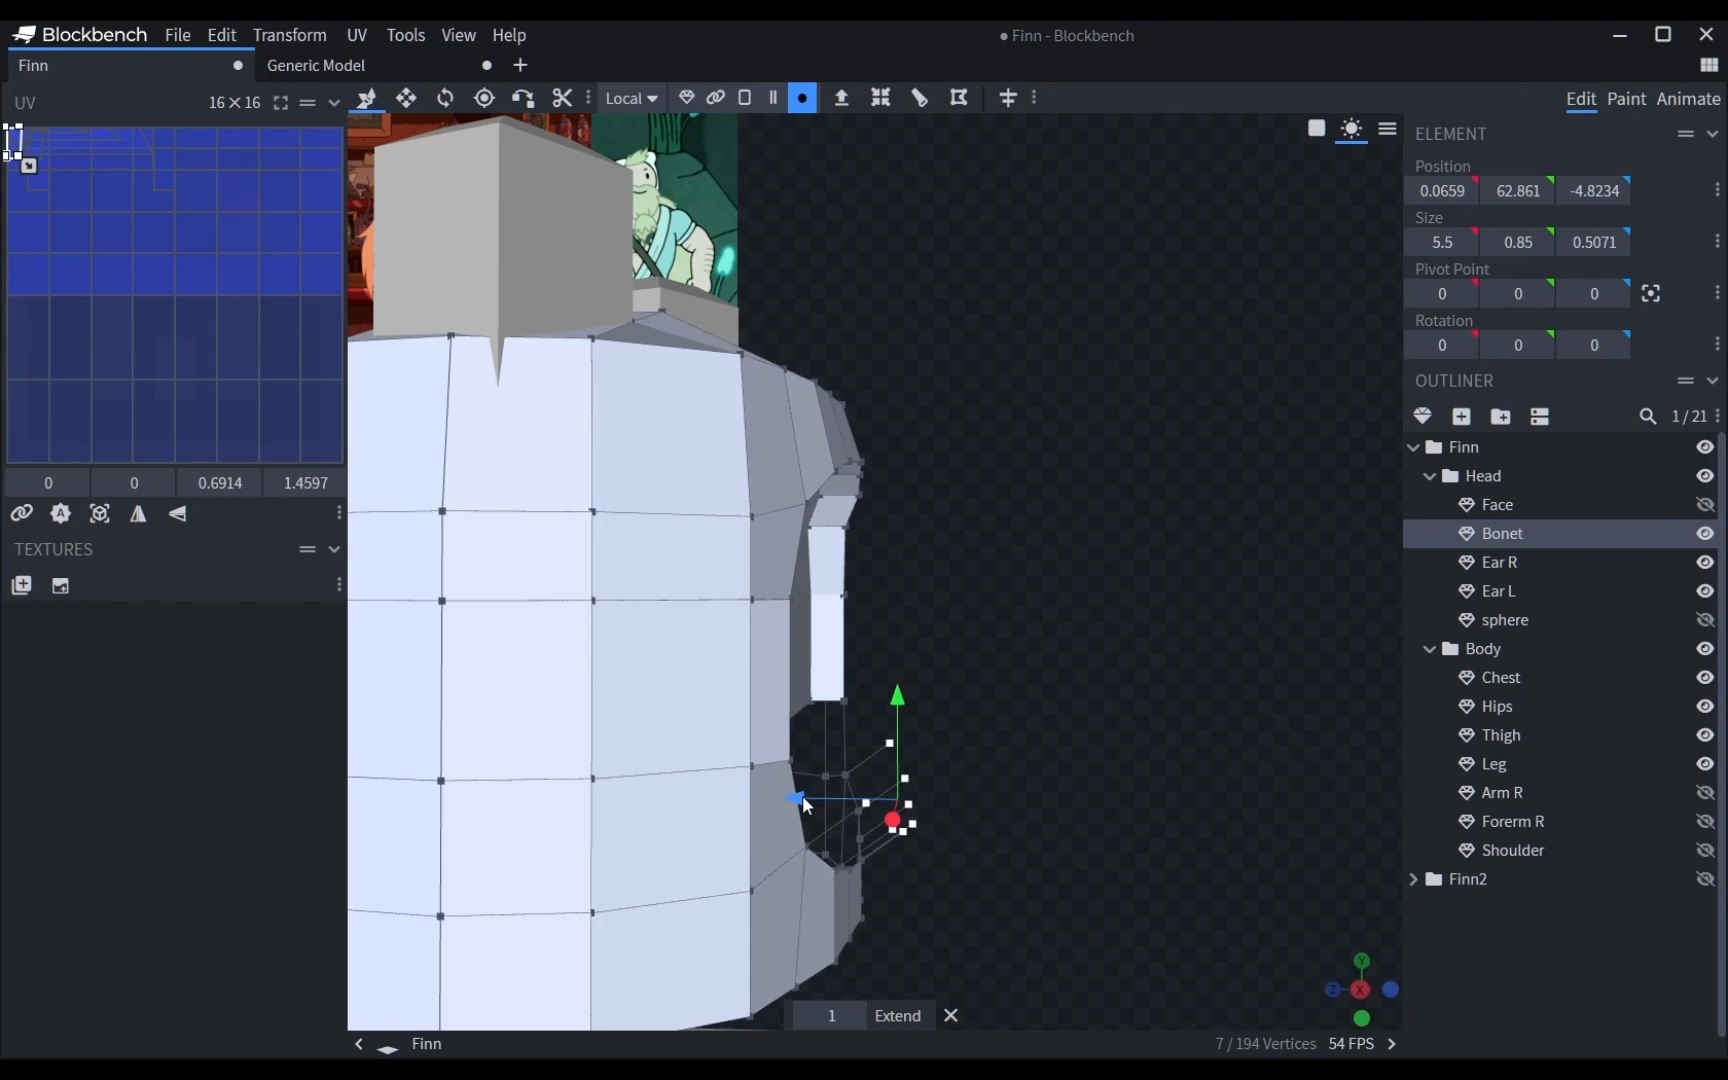 Blockbench File Edit Transform UV Tools View Help Finn - Blockbench
Finn Generic Model
UV 16×16 Local Edit Paint Animate
ELEMENT
Position
0.0659 62.861 -4.8234
Size
5.5 0.85 0.5071
Pivot Point
0 0 0
Rotation
0 0 0
OUTLINER
1/21
Finn
Head
Face
Bonet
Ear R
Ear L
sphere
Body
Chest
Hips
Thigh
Leg
Arm R
Forerm R
Shoulder
Finn2
0 0 0.6914 1.4597
TEXTURES
Y
Z X
1 Extend
Finn 7 / 194 Vertices 54 FPS